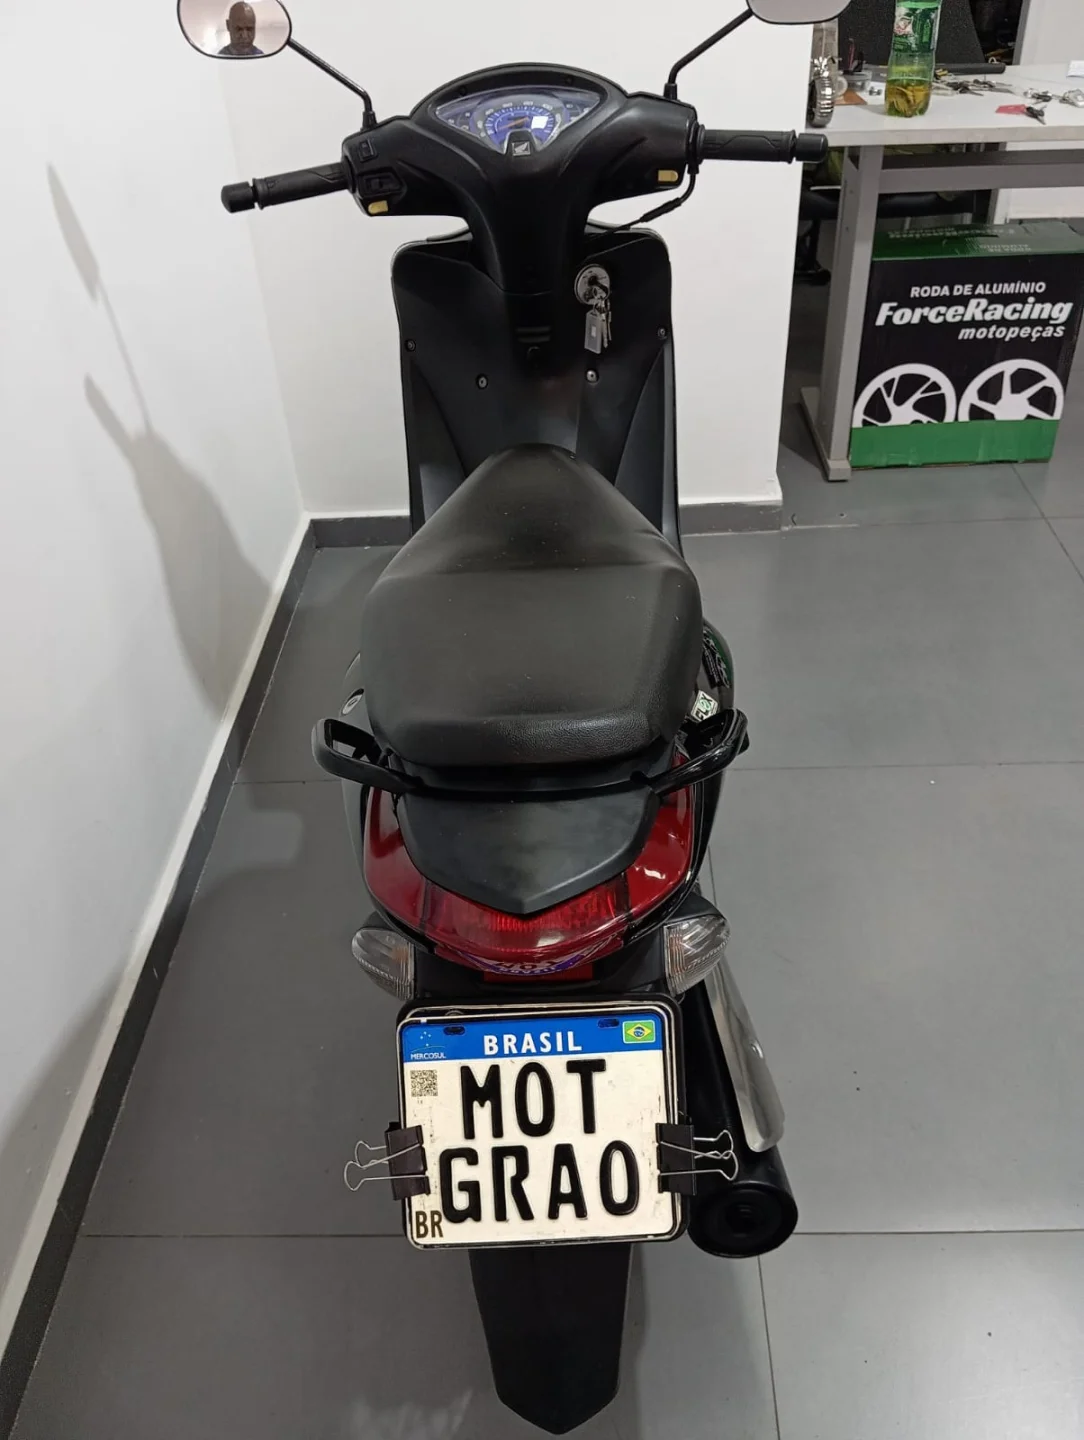 RODA DE ALUMÍNIO
ForceRacing
motopeças
BRASIL
MERCOSUL
MOT
GRAO
BR